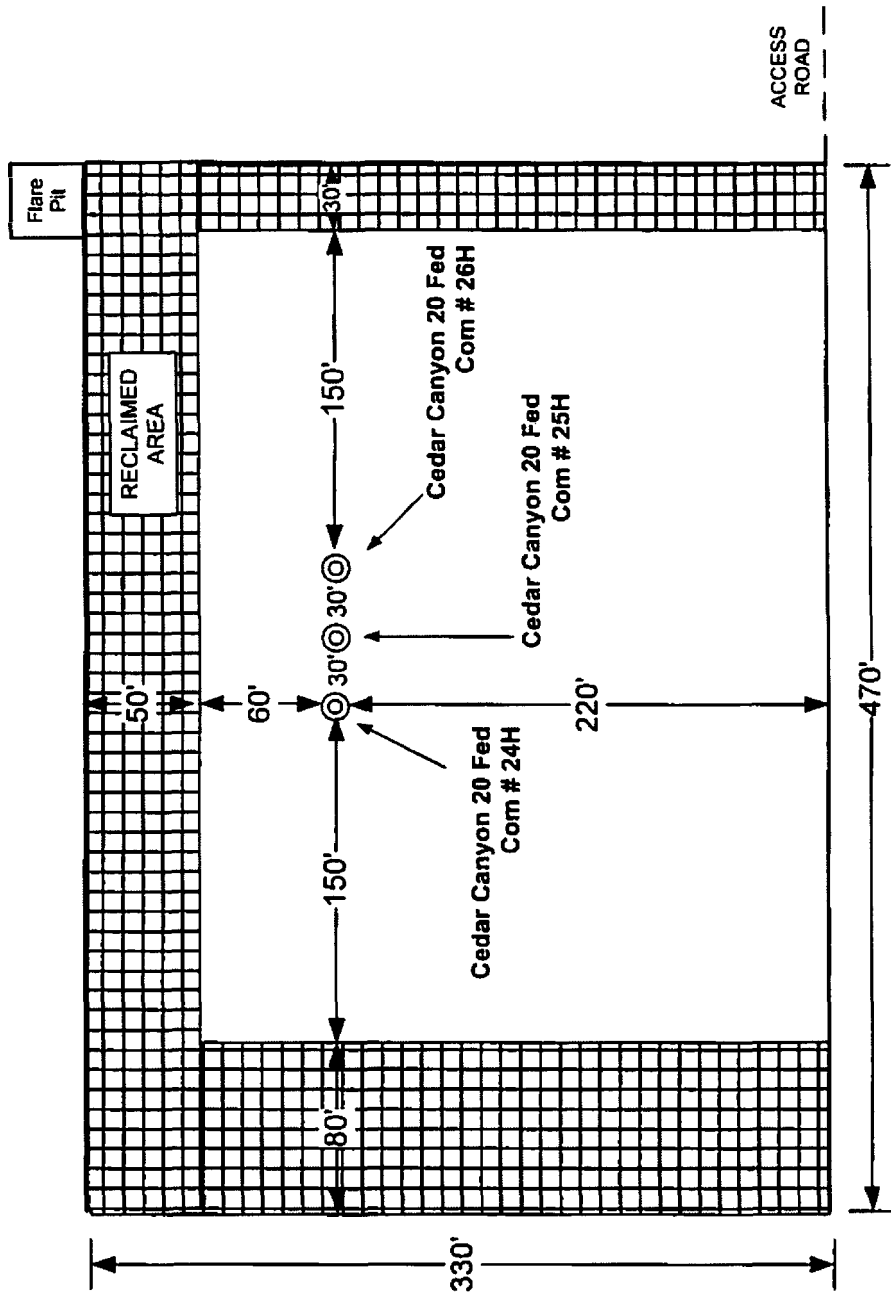 Flare
Pit
ACCESS
ROAD
RECLAIMED
AREA
30'
50'
150'
Cedar Canyon 20 Fed
Com # 26H
30'
30'
60'
Cedar Canyon 20 Fed
Com # 25H
150'
220'
Cedar Canyon 20 Fed
Com # 24H
80'
330'
470'